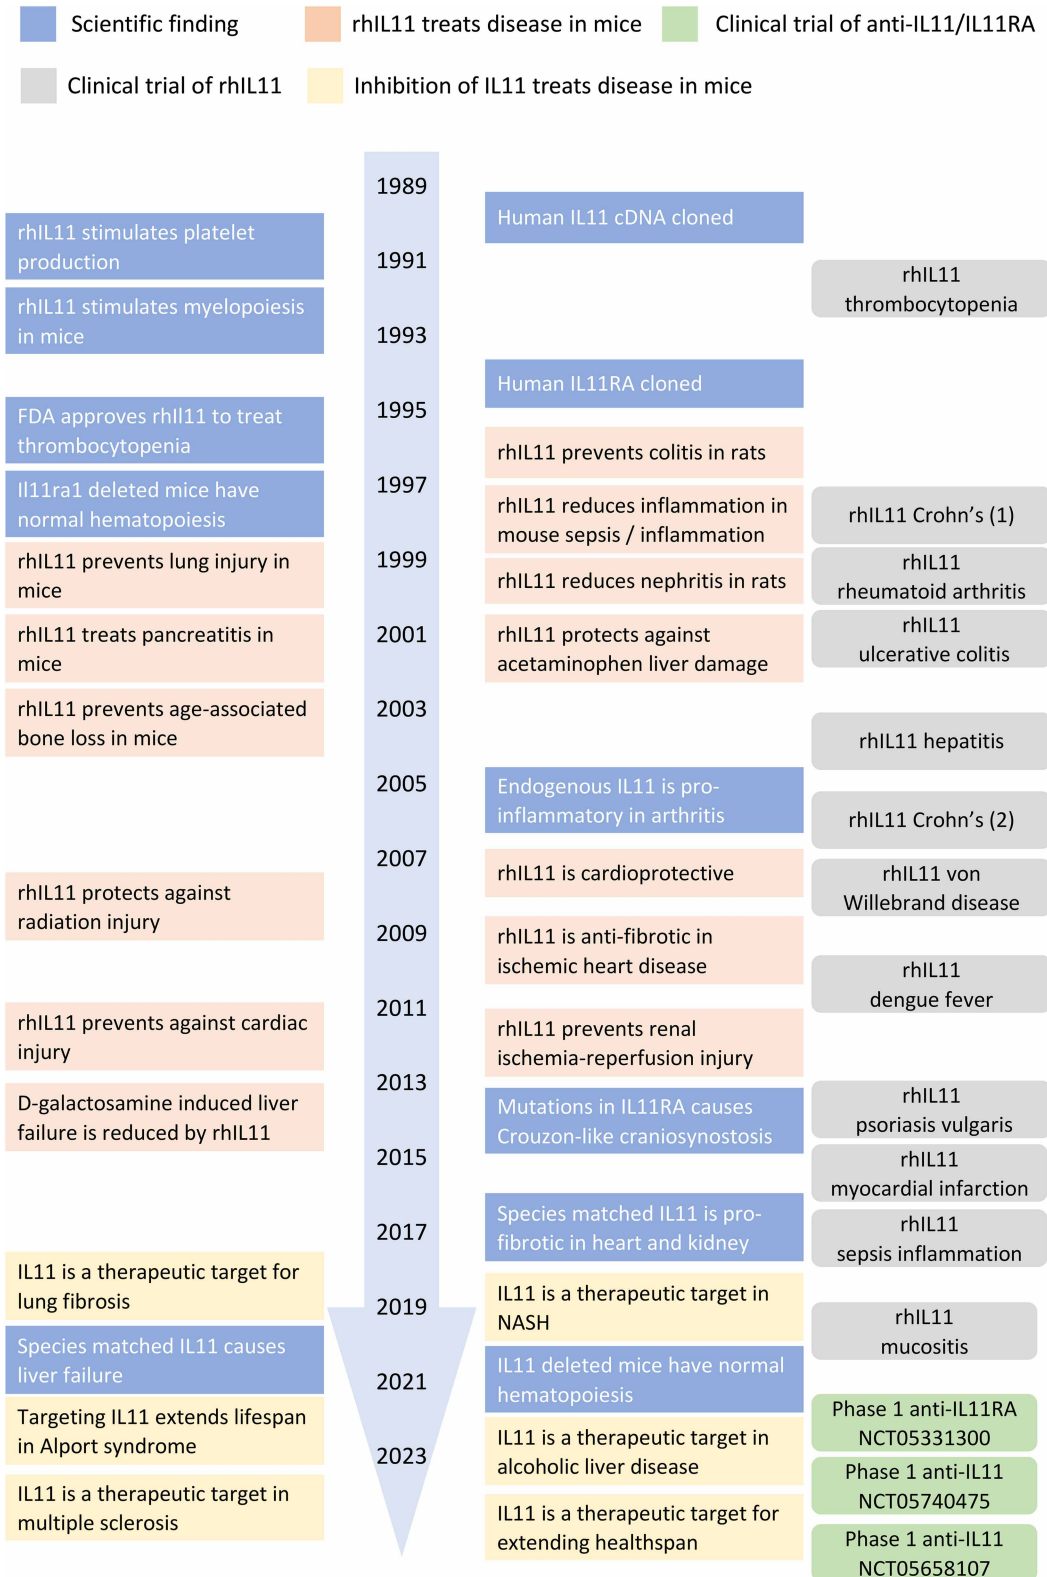 Scientific finding
rhIL11 treats disease in mice
Clinical trial of anti-IL11/IL11RA
Clinical trial of rhIL11
Inhibition of IL11 treats disease in mice
1989
Human IL11 cDNA cloned
rhIL11 stimulates platelet
production
1991
rhIL11
thrombocytopenia
rhIL11 stimulates myelopoiesis
in mice
1993
Human IL11RA cloned
1995
FDA approves rhIl11 to treat
thrombocytopenia
rhIL11 prevents colitis in rats
1997
Il11ra1 deleted mice have
normal hematopoiesis
rhIL11 reduces inflammation in
mouse sepsis / inflammation
rhIL11 Crohn's (1)
1999
rhIL11 prevents lung injury in
mice
rhIL11 reduces nephritis in rats
rhIL11
rheumatoid arthritis
2001
rhIL11 treats pancreatitis in
mice
rhIL11 protects against
acetaminophen liver damage
rhIL11
ulcerative colitis
2003
rhIL11 prevents age-associated
bone loss in mice
rhIL11 hepatitis
2005
Endogenous IL11 is pro-
inflammatory in arthritis
rhIL11 Crohn's (2)
2007
rhIL11 is cardioprotective
rhIL11 von
Willebrand disease
rhIL11 protects against
radiation injury
2009
rhIL11 is anti-fibrotic in
ischemic heart disease
rhIL11
dengue fever
2011
rhIL11 prevents against cardiac
injury
rhIL11 prevents renal
ischemia-reperfusion injury
2013
D-galactosamine induced liver
failure is reduced by rhIL11
Mutations in IL11RA causes
Crouzon-like craniosynostosis
rhIL11
psoriasis vulgaris
2015
rhIL11
myocardial infarction
2017
Species matched IL11 is pro-
fibrotic in heart and kidney
rhIL11
sepsis inflammation
IL11 is a therapeutic target for
lung fibrosis
2019
IL11 is a therapeutic target in
NASH
rhIL11
mucositis
Species matched IL11 causes
liver failure
2021
IL11 deleted mice have normal
hematopoiesis
Targeting IL11 extends lifespan
in Alport syndrome
Phase 1 anti-IL11RA
NCT05331300
2023
IL11 is a therapeutic target in
alcoholic liver disease
Phase 1 anti-IL11
NCT05740475
IL11 is a therapeutic target in
multiple sclerosis
IL11 is a therapeutic target for
extending healthspan
Phase 1 anti-IL11
NCT05658107